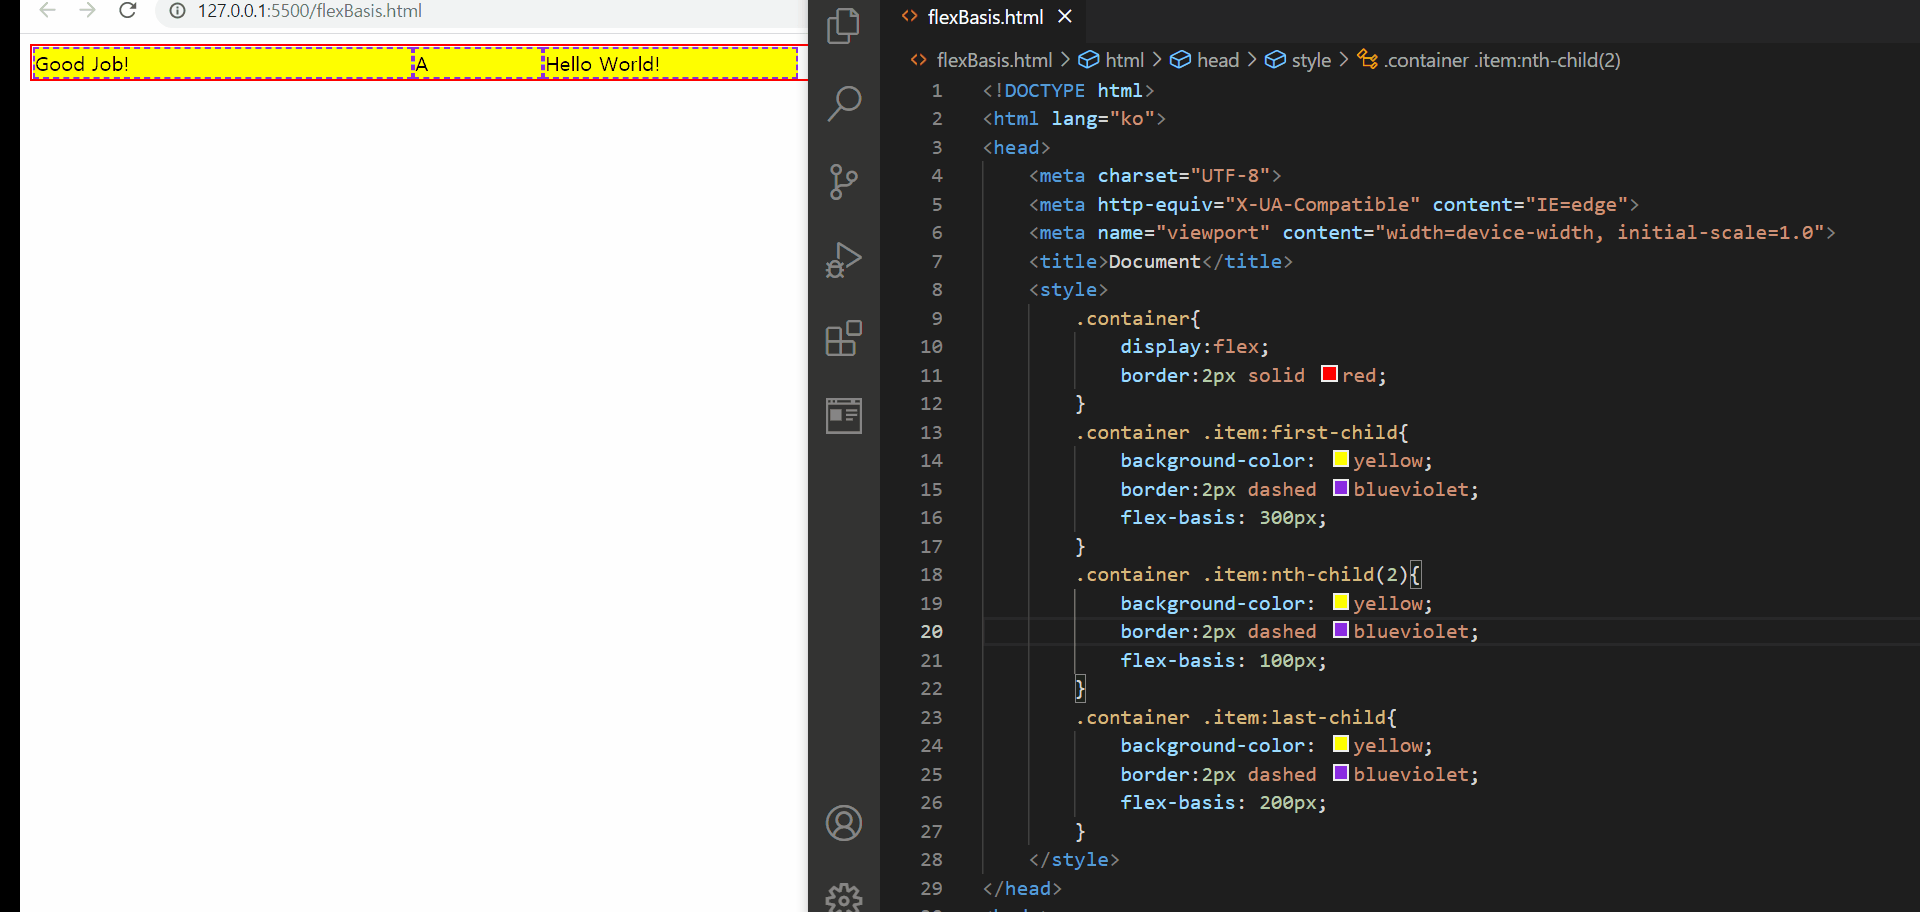 127.0.0.1:5500/flexBasis.html
Good Job!
A
Hello World!
flexBasis.html
flexBasis.html > html > head > style > .container .item:nth-child(2)
1 <!DOCTYPE html>
2 <html lang="ko">
3 <head>
4 <meta charset="UTF-8">
5 <meta http-equiv="X-UA-Compatible" content="IE=edge">
6 <meta name="viewport" content="width=device-width, initial-scale=1.0">
7 <title>Document</title>
8 <style>
9 .container{
10 display:flex;
11 border:2px solid red;
12 }
13 .container .item:first-child{
14 background-color: yellow;
15 border:2px dashed blueviolet;
16 flex-basis: 300px;
17 }
18 .container .item:nth-child(2){
19 background-color: yellow;
20 border:2px dashed blueviolet;
21 flex-basis: 100px;
22 }
23 .container .item:last-child{
24 background-color: yellow;
25 border:2px dashed blueviolet;
26 flex-basis: 200px;
27 }
28 </style>
29 </head>